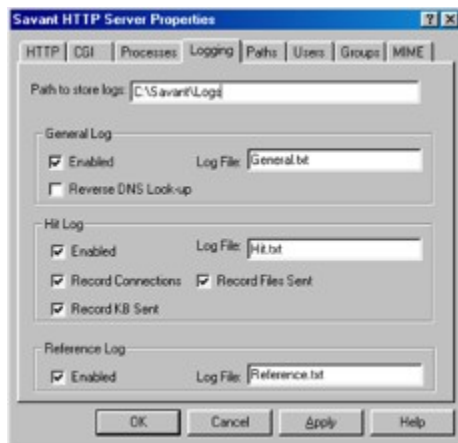 Savant HTTP Server Properties
HTTP CGI Processes Logging Paths Users Groups MIME
Path to store logs: C:\Savant\Logs
General Log
Enabled Log File: General.txt
Reverse DNS Look-up
Hit Log
Enabled Log File: Hit.txt
Record Connections Record Files Sent
Record KB Sent
Reference Log
Enabled Log File: Reference.txt
OK Cancel Apply Help